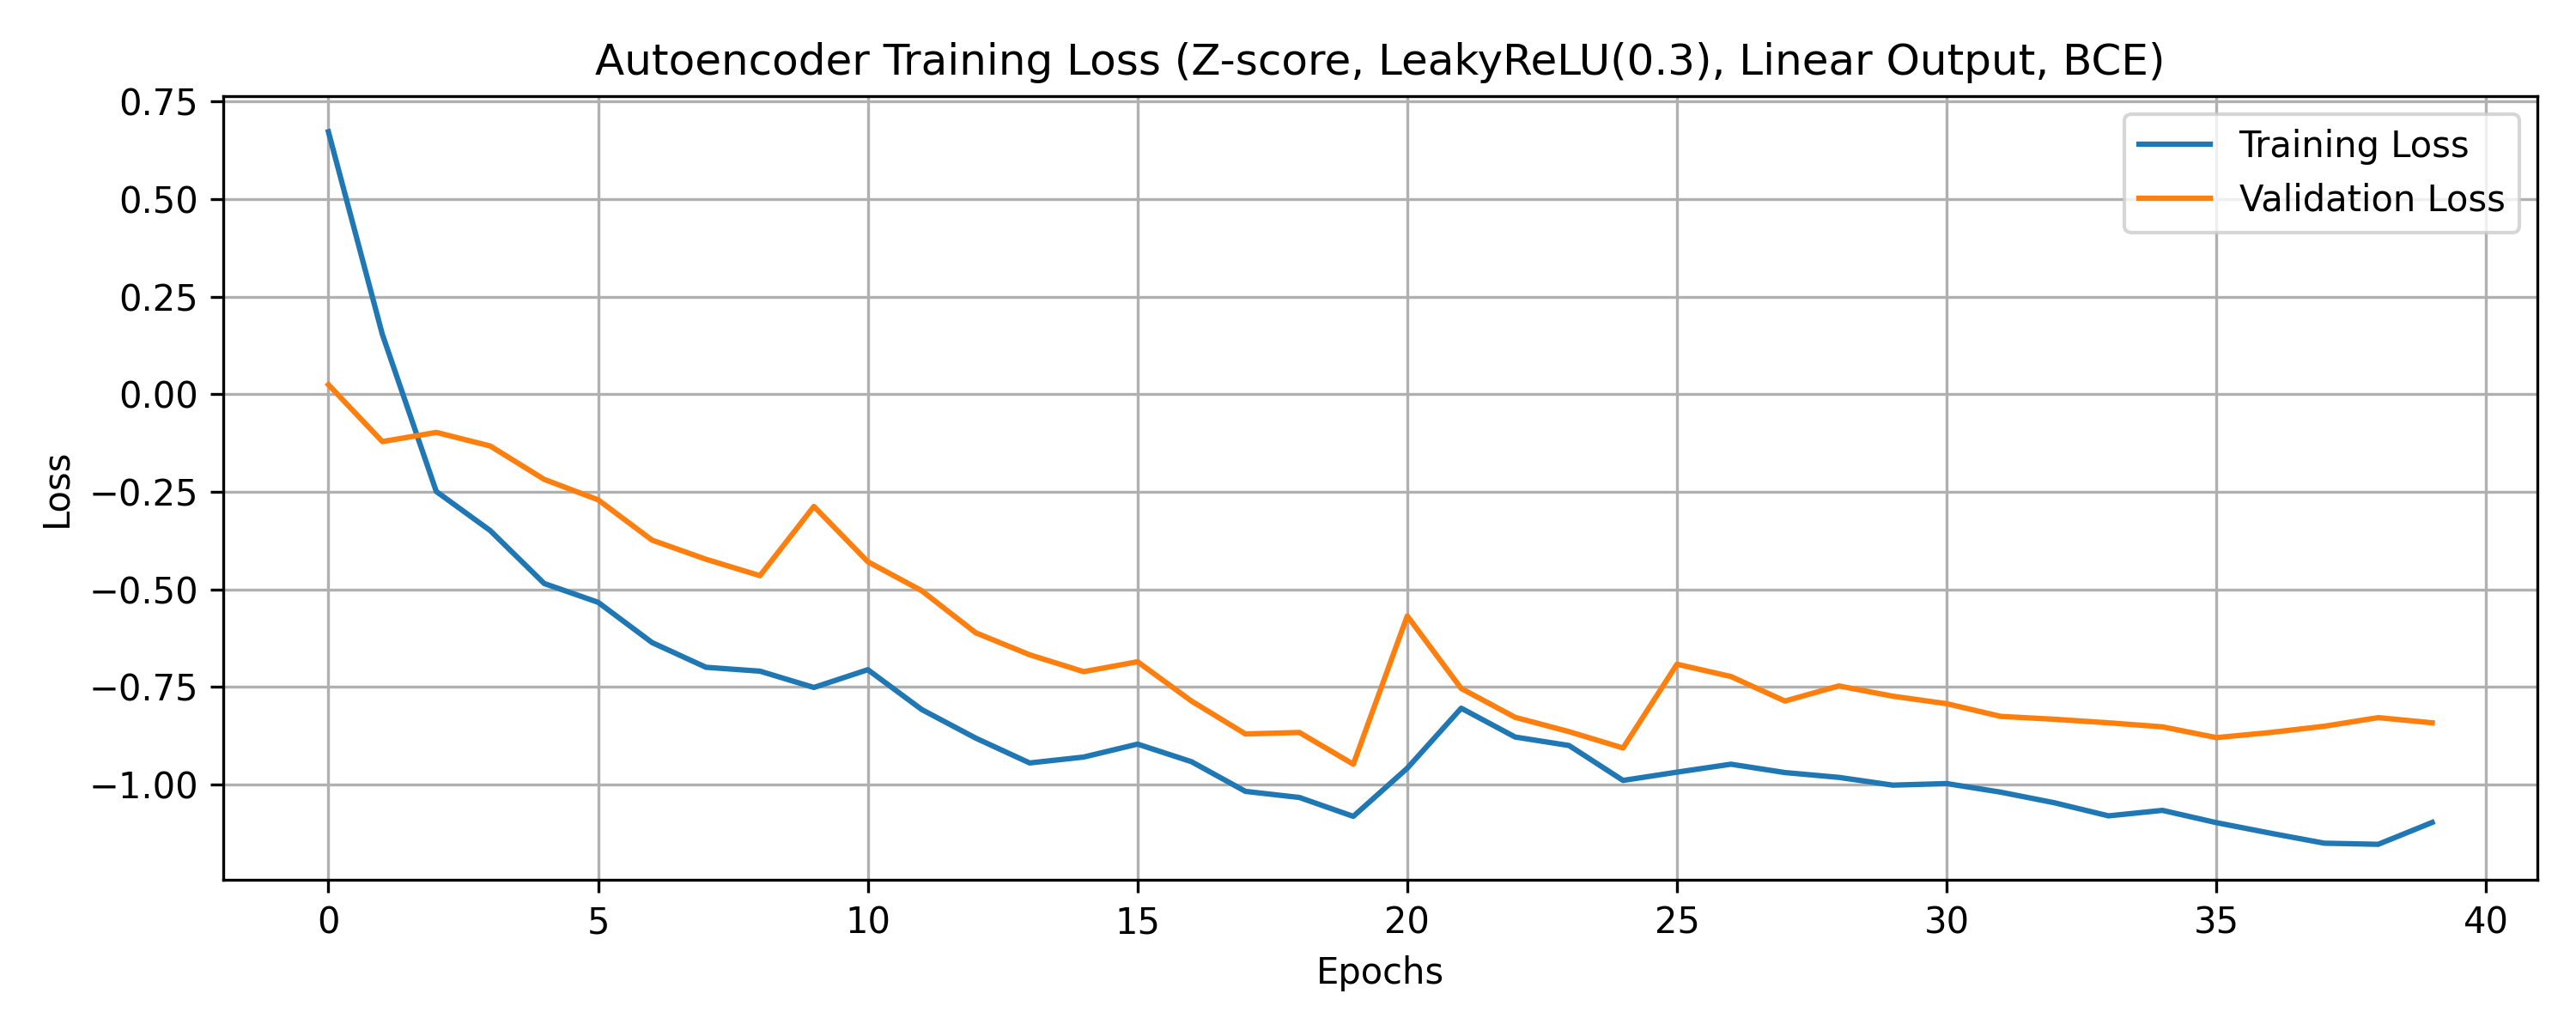 Autoencoder Training Loss (Z-score, LeakyReLU(0.3), Linear Output, BCE)
Training Loss
Validation Loss
Loss
0.75
0.50
0.25
0.00
−0.25
−0.50
−0.75
−1.00
0 5 10 15 20 25 30 35 40
Epochs